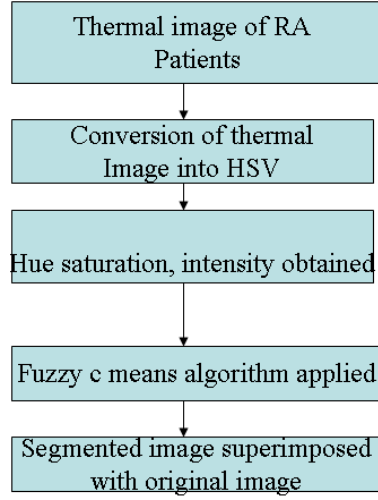 Thermal image of RA
Patients
Conversion of thermal
Image into HSV
Hue saturation, intensity obtained
Fuzzy c means algorithm applied
Segmented image superimposed
with original image